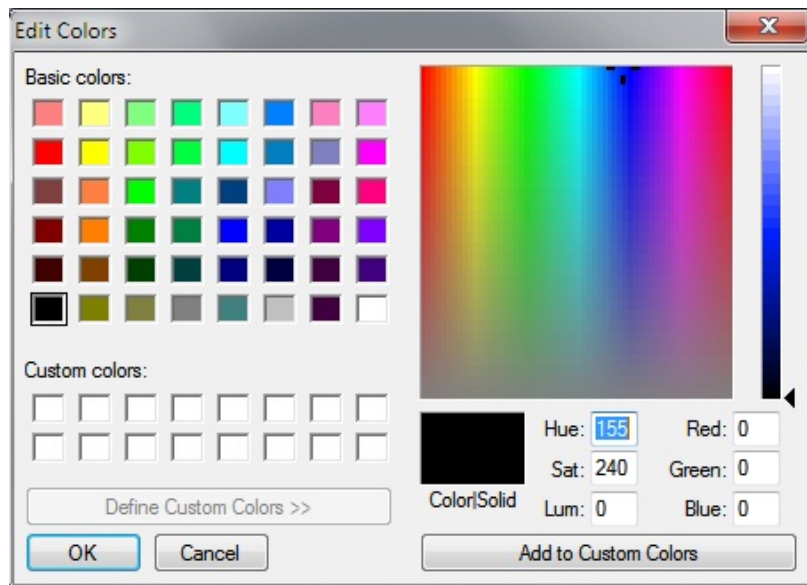 Edit Colors
Basic colors:
Custom colors:
Define Custom Colors >>
OK Cancel
Color|Solid
Hue: 155 Red: 0
Sat: 240 Green: 0
Lum: 0 Blue: 0
Add to Custom Colors